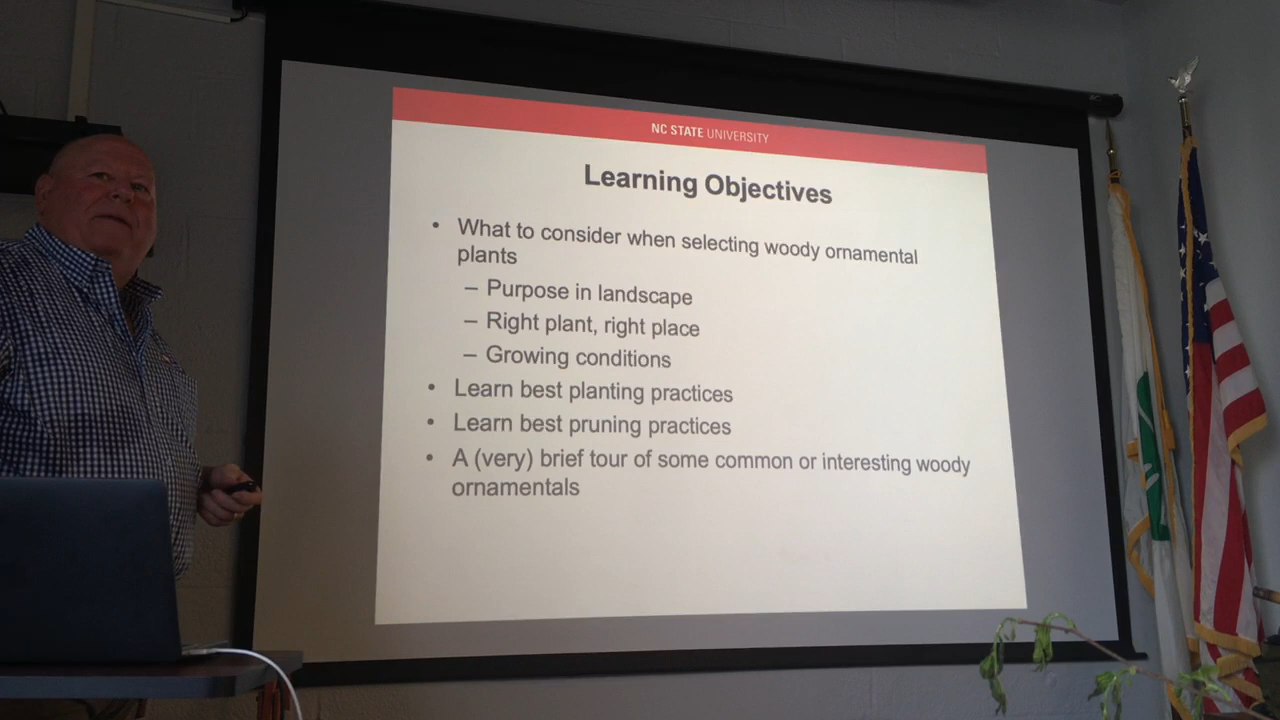 NC STATE UNIVERSITY
Learning Objectives
• What to consider when selecting woody ornamental
plants
– Purpose in landscape
– Right plant, right place
– Growing conditions
• Learn best planting practices
• Learn best pruning practices
• A (very) brief tour of some common or interesting woody
ornamentals